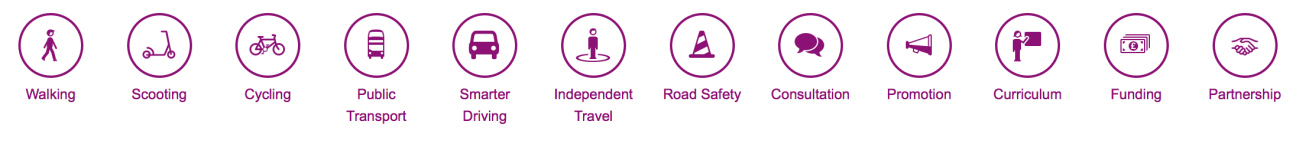 Walking
Scooting
Cycling
Public
Transport
Smarter
Driving
Independent
Travel
Road Safety
Consultation
Promotion
Curriculum
£
Funding
Partnership